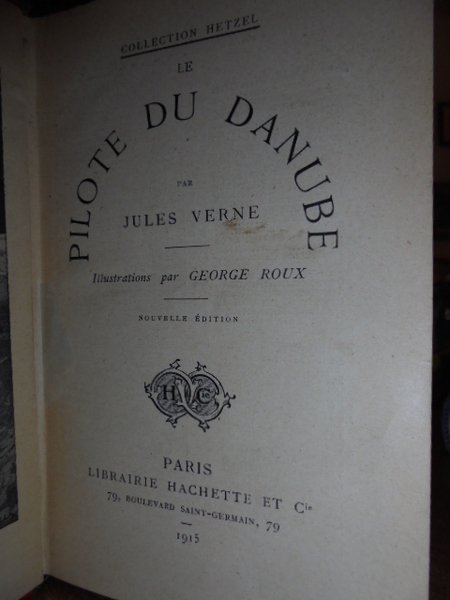 COLLECTION HETZEL
LE
PILOTE DU DANUBE
PAR
JULES VERNE
Illustrations par GEORGE ROUX
NOUVELLE ÉDITION
H C
PARIS
LIBRAIRIE HACHETTE ET Cie
79, BOULEVARD SAINT-GERMAIN, 79
1915